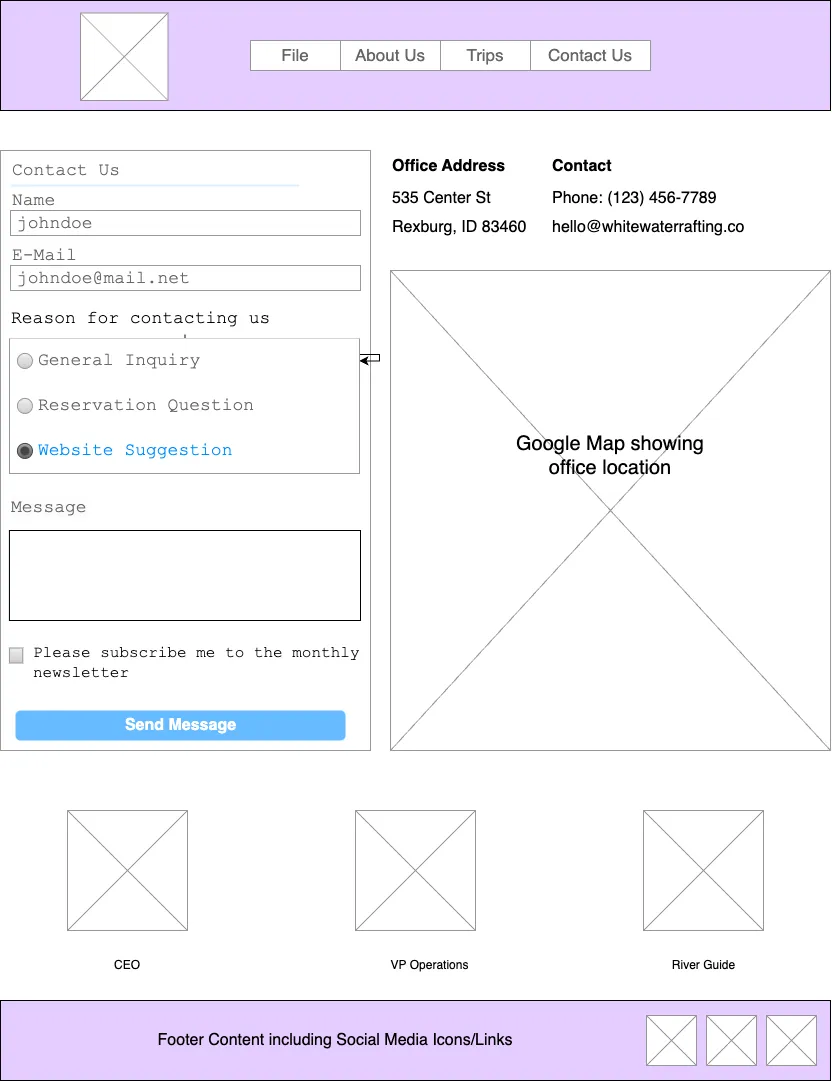 File
About Us
Trips
Contact Us
Contact Us
Name
johndoe
E-Mail
johndoe@mail.net
Reason for contacting us
General Inquiry
Reservation Question
Website Suggestion
Message
Please subscribe me to the monthly
newsletter
Send Message
Office Address
535 Center St
Rexburg, ID 83460
Contact
Phone: (123) 456-7789
hello@whitewaterrafting.co
Google Map showing
office location
CEO
VP Operations
River Guide
Footer Content including Social Media Icons/Links